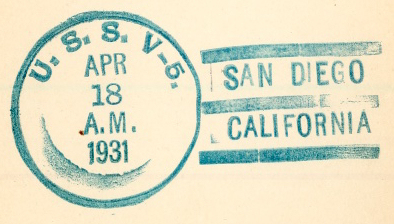 U. S. S. V-5.
APR
18
A.M.
1931
SAN DIEGO
CALIFORNIA